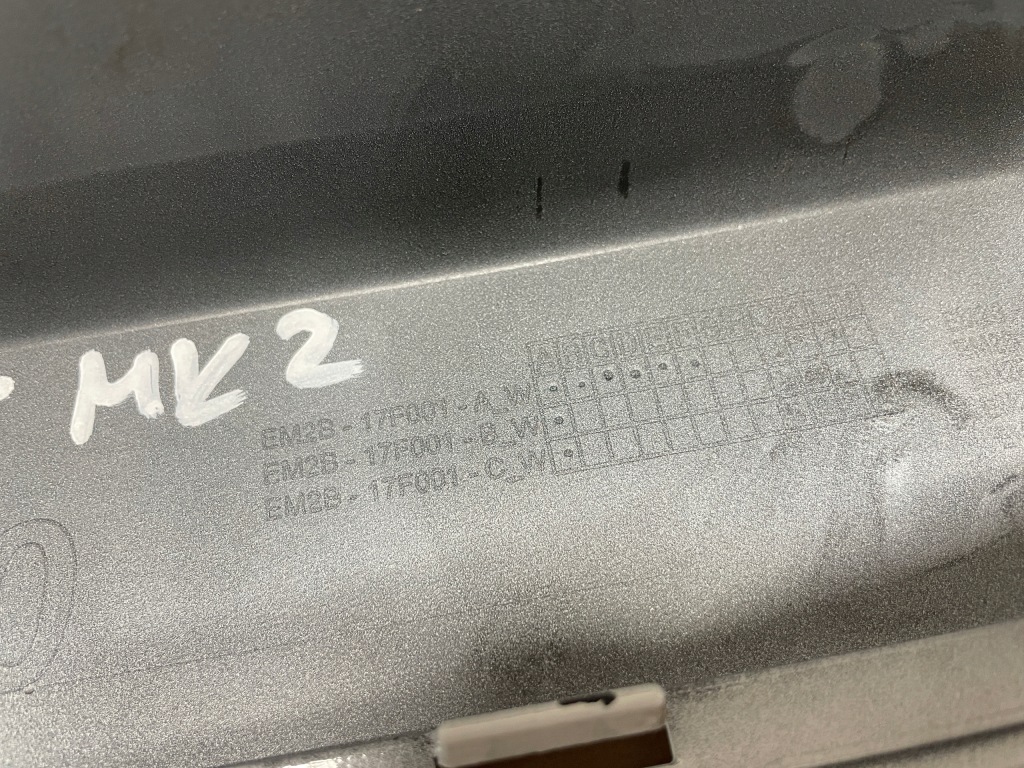 MK2
EM2B - 17F001 - A_W
EM2B - 17F001 - B_W
EM2B - 17F001 - C_W